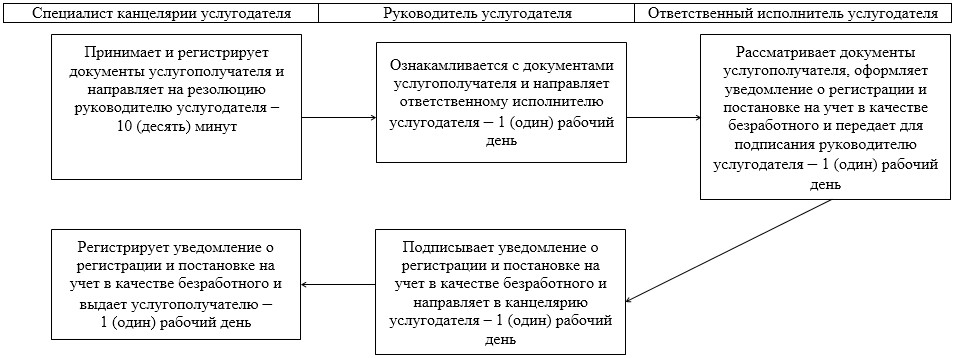 Специалист канцелярии услугодателя
Руководитель услугодателя
Ответственный исполнитель услугодателя
Принимает и регистрирует
документы услугополучателя и
направляет на резолюцию
руководителю услугодателя –
10 (десять) минут
Ознакамливается с документами
услугополучателя и направляет
ответственному исполнителю
услугодателя – 1 (один) рабочий
день
Рассматривает документы
услугополучателя, оформляет
уведомление о регистрации и
постановке на учет в качестве
безработного и передает для
подписания руководителю
услугодателя – 1 (один) рабочий
день
Регистрирует уведомление о
регистрации и постановке на
учет в качестве безработного и
выдает услугополучателю –
1 (один) рабочий день
Подписывает уведомление о
регистрации и постановке на
учет в качестве безработного и
направляет в канцелярию
услугодателя – 1 (один) рабочий
день